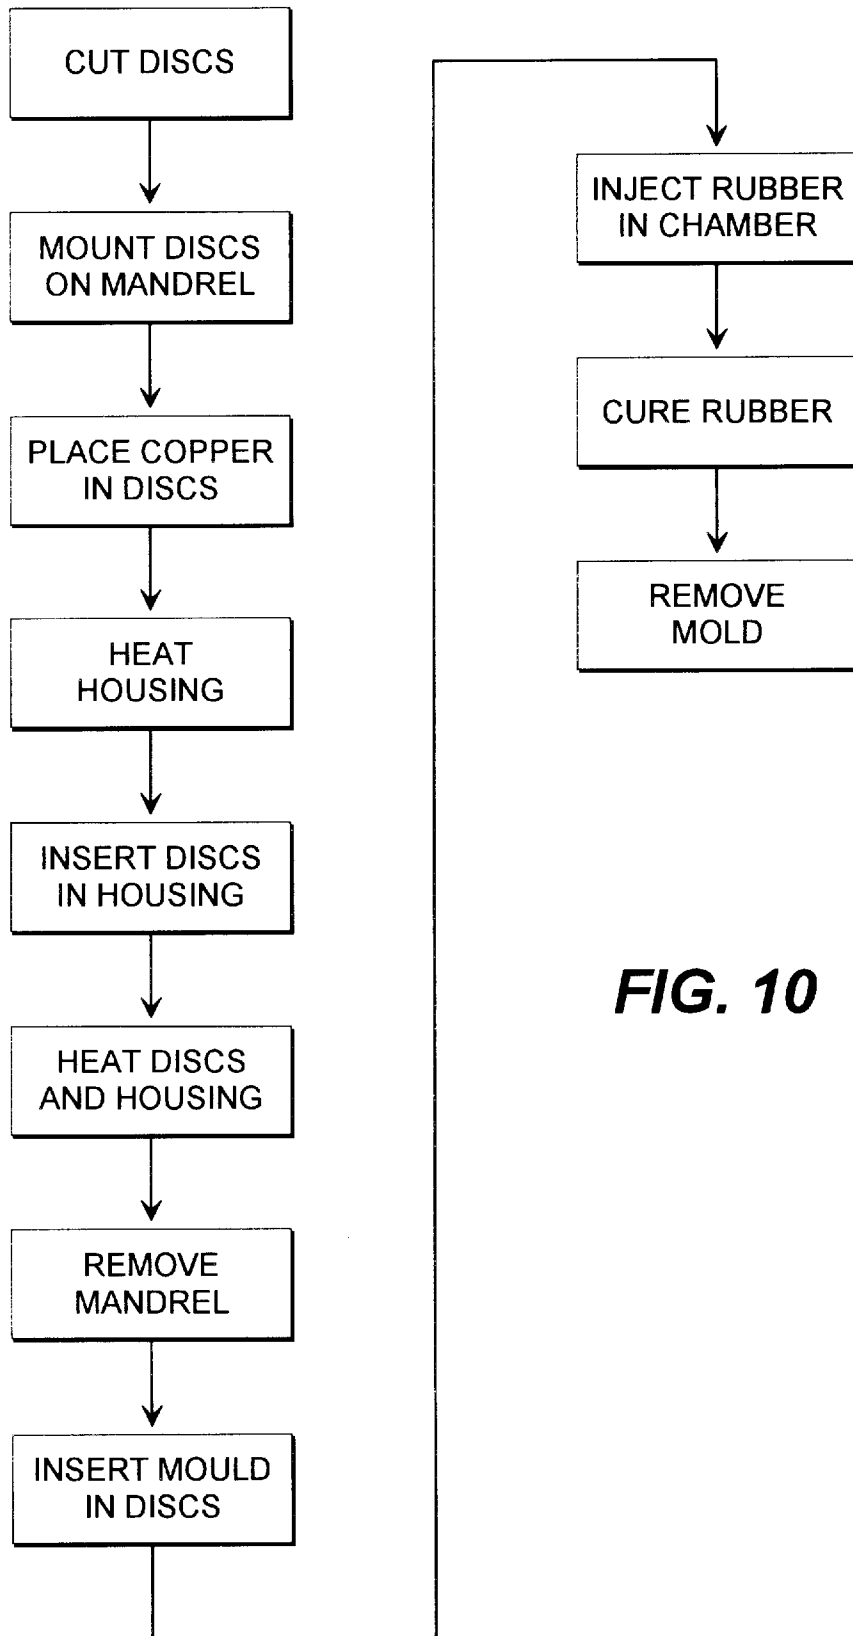 CUT DISCS
MOUNT DISCS
ON MANDREL
PLACE COPPER
IN DISCS
HEAT
HOUSING
INSERT DISCS
IN HOUSING
HEAT DISCS
AND HOUSING
REMOVE
MANDREL
INSERT MOULD
IN DISCS
INJECT RUBBER
IN CHAMBER
CURE RUBBER
REMOVE
MOLD
FIG. 10